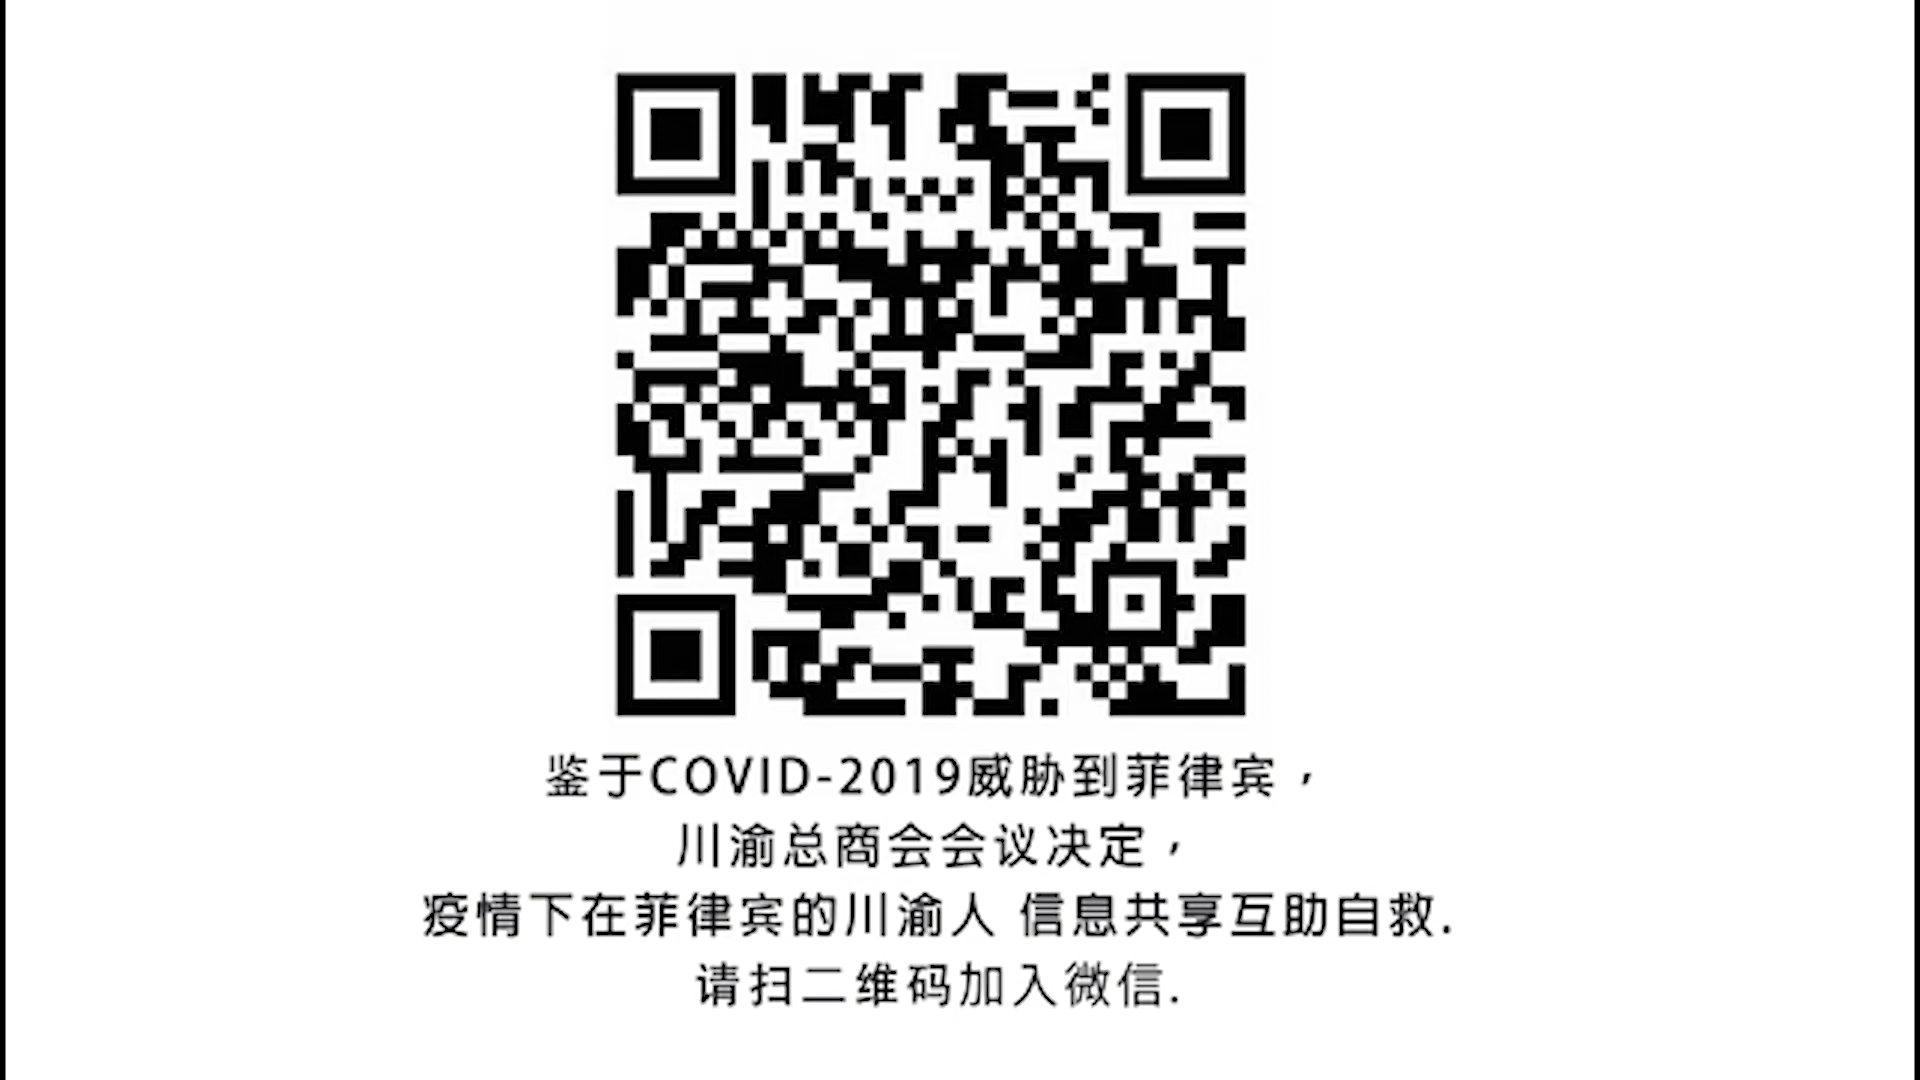 鉴于COVID-2019威胁到菲律宾，
川渝总商会会议决定，
疫情下在菲律宾的川渝人 信息共享互助自救.
请扫二维码加入微信.